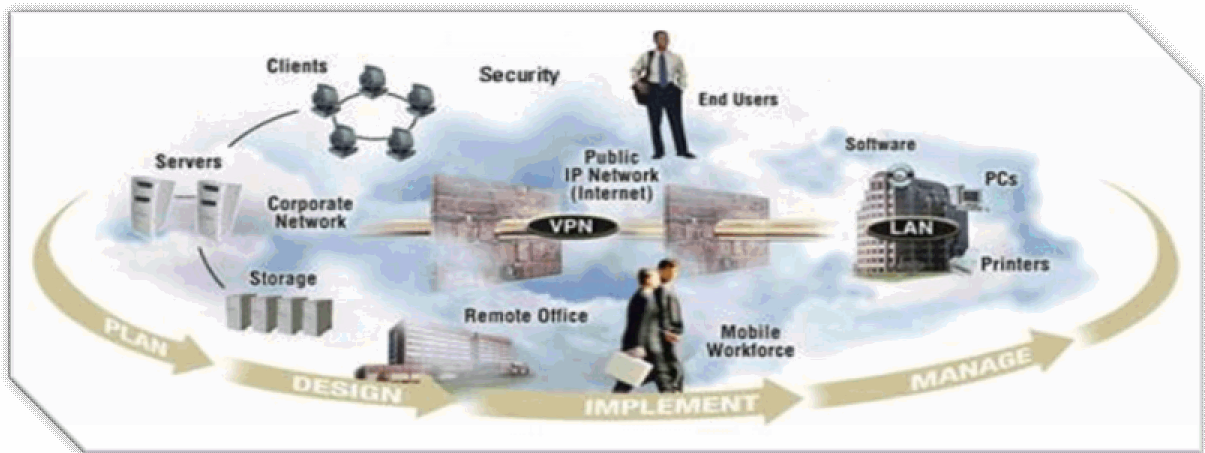 Clients
Security
End Users
Software
Servers
Public
IP Network
(Internet)
PCs
Corporate
Network
VPN
LAN
Storage
Printers
Remote Office
Mobile
Workforce
PLAN
DESIGN
IMPLEMENT
MANAGE